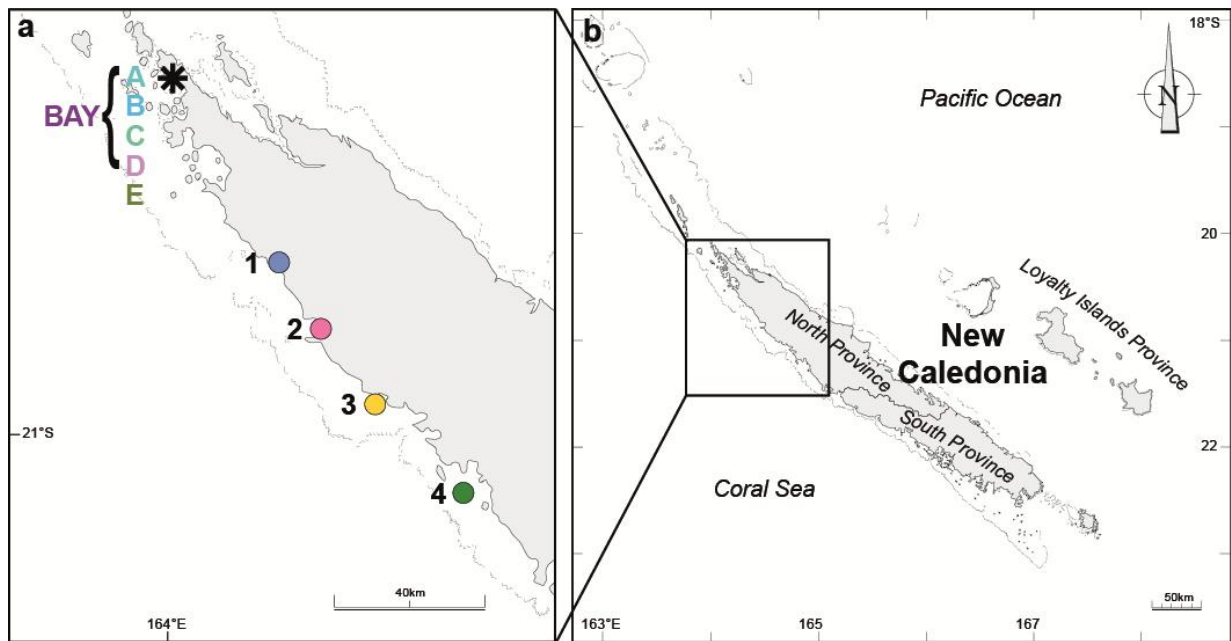 a
A
B
BAY
C
D
E
1
2
3
4
21°S
40km
164°E
b
18°S
Pacific Ocean
N
20
Loyalty Islands Province
North Province
New
Caledonia
South Province
22
Coral Sea
163°E
165
167
50km